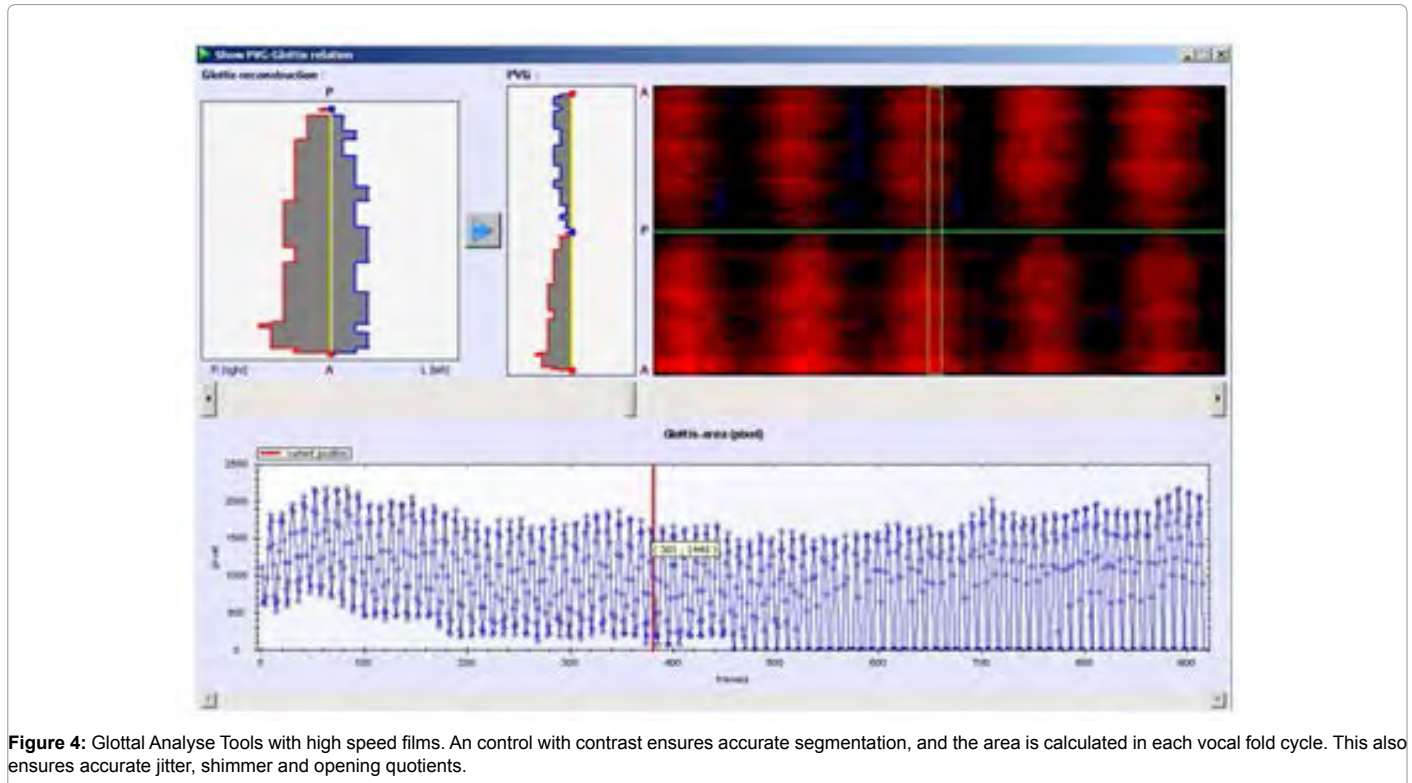 Show PVG-Glottis relation
Glottis reconstruction :
PVG :
P
A
P
A
R (right)
A
L (left)
Glottis-area (pixel)
current position
2500
2000
1500
1000
500
0
0
100
200
300
400
500
600
700
800
900
Figure 4: Glottal Analyse Tools with high speed films. An control with contrast ensures accurate segmentation, and the area is calculated in each vocal fold cycle. This also
ensures accurate jitter, shimmer and opening quotients.